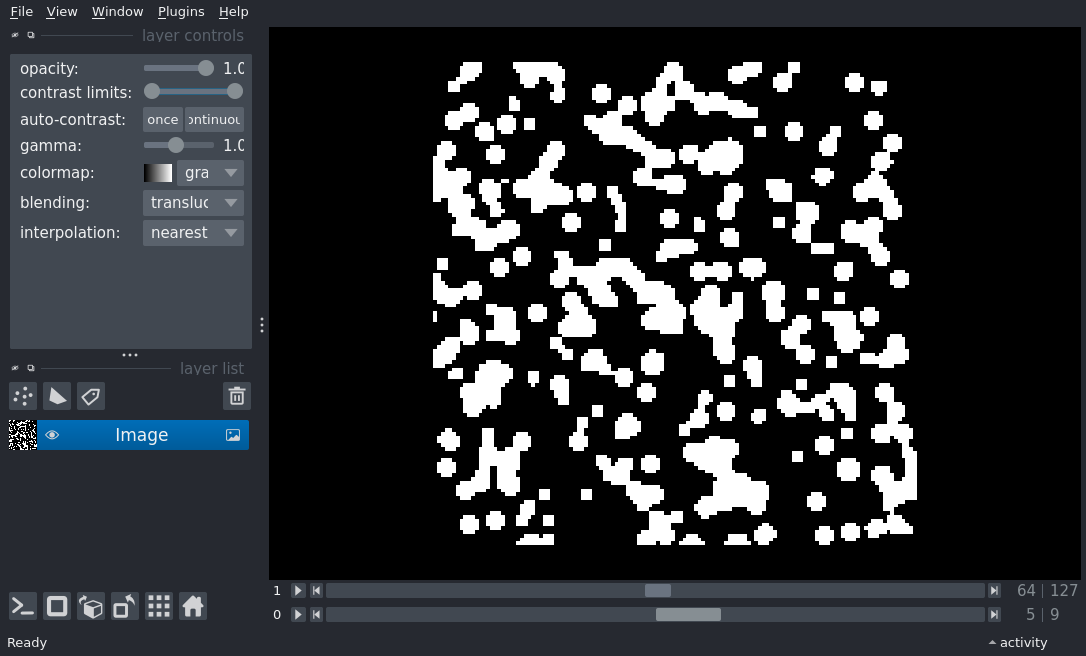 File View Window Plugins Help
layer controls
opacity: 1.0
contrast limits:
auto-contrast: once ontinuou
gamma: 1.0
colormap: gra
blending: transluc
interpolation: nearest
layer list
Image
1 64 | 127
0 5 | 9
Ready activity